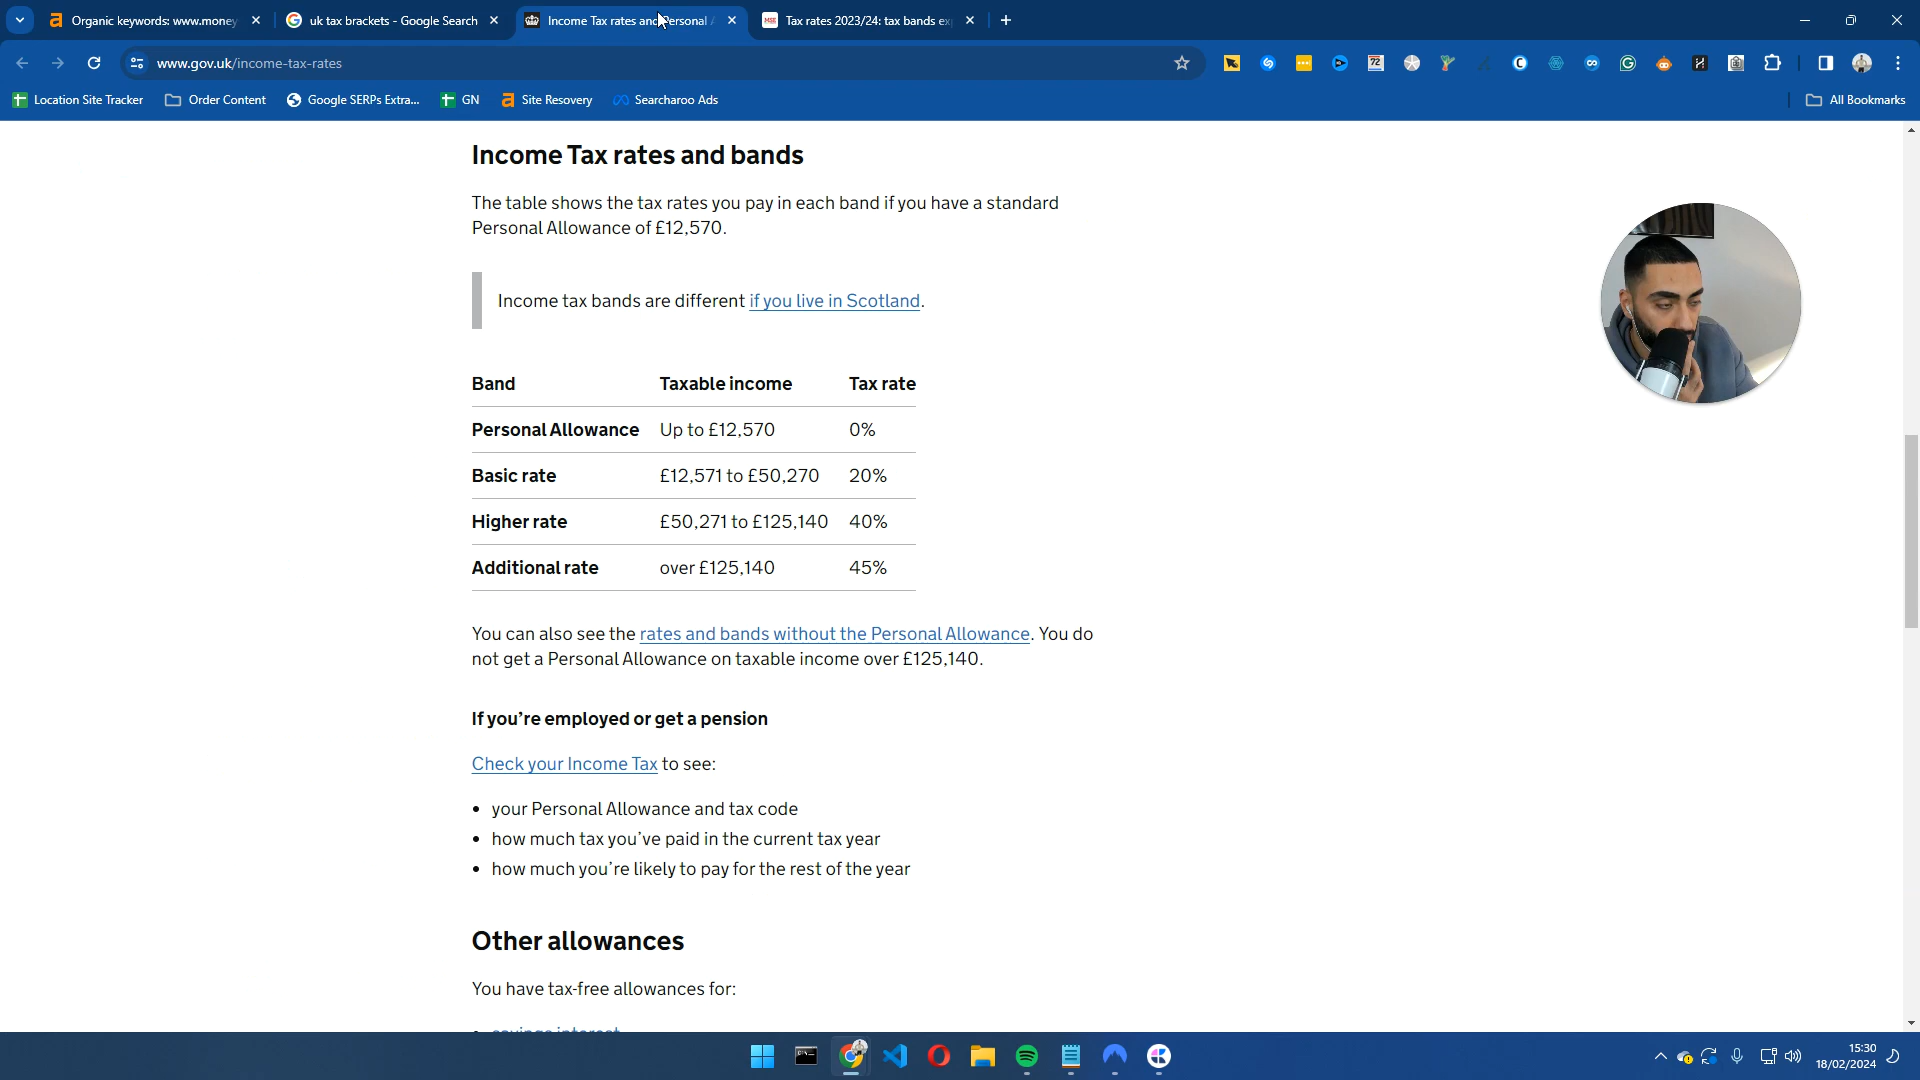 Organic keywords: www.money
uk tax brackets - Google Search
Income Tax rates and Personal A
MSE
Tax rates 2023/24: tax bands ex
www.gov.uk/income-tax-rates
72
Location Site Tracker
Order Content
Google SERPs Extra...
GN
Site Recovery
Searcharoo Ads
All Bookmarks
Income Tax rates and bands
The table shows the tax rates you pay in each band if you have a standard
Personal Allowance of £12,570.
Income tax bands are different if you live in Scotland.
Band Taxable income Tax rate
Personal Allowance Up to £12,570 0%
Basic rate £12,571 to £50,270 20%
Higher rate £50,271 to £125,140 40%
Additional rate over £125,140 45%
You can also see the rates and bands without the Personal Allowance. You do
not get a Personal Allowance on taxable income over £125,140.
If you're employed or get a pension
Check your Income Tax to see:
• your Personal Allowance and tax code
• how much tax you've paid in the current tax year
• how much you're likely to pay for the rest of the year
Other allowances
You have tax-free allowances for:
• savings interest
15:30
18/02/2024